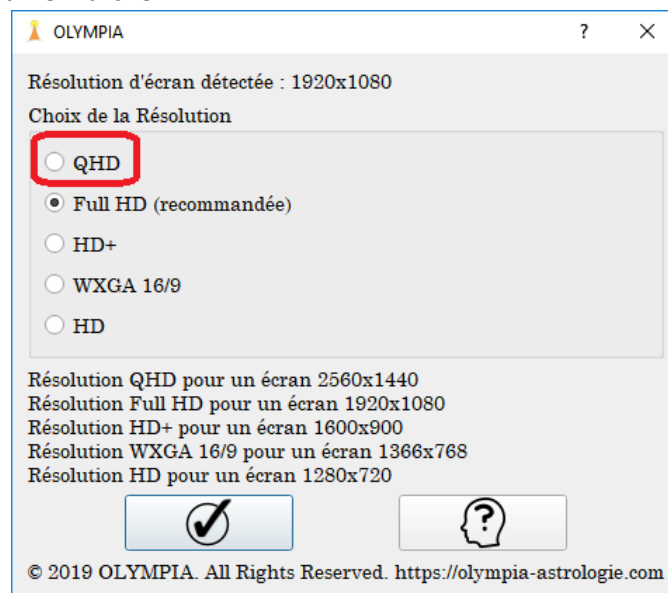 OLYMPIA
?
Résolution d'écran détectée : 1920x1080
Choix de la Résolution
QHD
Full HD (recommandée)
HD+
WXGA 16/9
HD
Résolution QHD pour un écran 2560x1440
Résolution Full HD pour un écran 1920x1080
Résolution HD+ pour un écran 1600x900
Résolution WXGA 16/9 pour un écran 1366x768
Résolution HD pour un écran 1280x720
?
© 2019 OLYMPIA. All Rights Reserved. https://olympia-astrologie.com